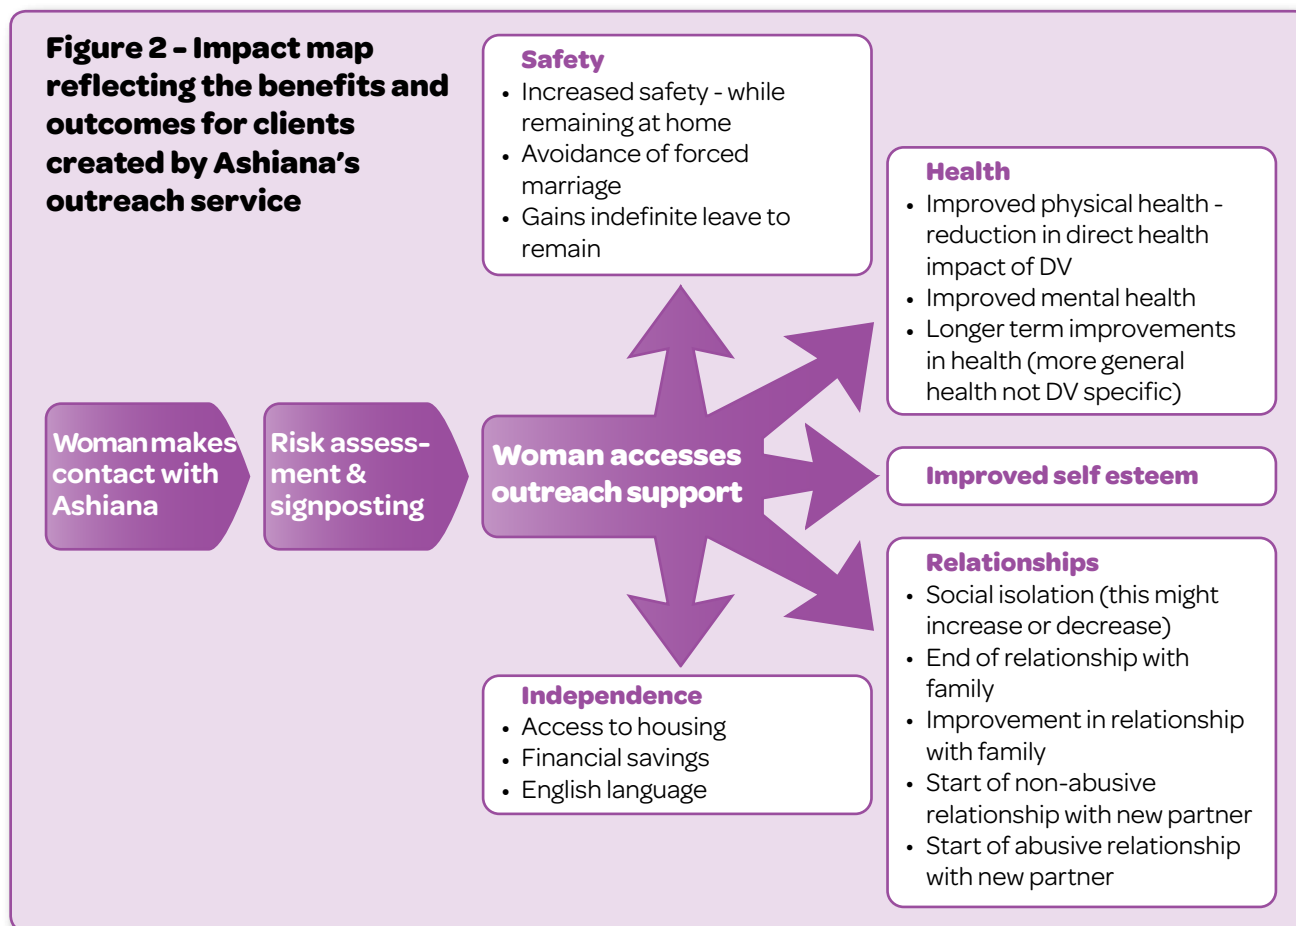 Figure 2 - Impact map
reflecting the benefits and
outcomes for clients
created by Ashiana's
outreach service
Safety
• Increased safety - while
remaining at home
• Avoidance of forced
marriage
• Gains indefinite leave to
remain
Health
• Improved physical health -
reduction in direct health
impact of DV
• Improved mental health
• Longer term improvements
in health (more general
health not DV specific)
Woman makes
contact with
Ashiana
Risk assess-
ment &
signposting
Woman accesses
outreach support
Improved self esteem
Relationships
• Social isolation (this might
increase or decrease)
• End of relationship with
family
• Improvement in relationship
with family
• Start of non-abusive
relationship with new partner
• Start of abusive relationship
with new partner
Independence
• Access to housing
• Financial savings
• English language